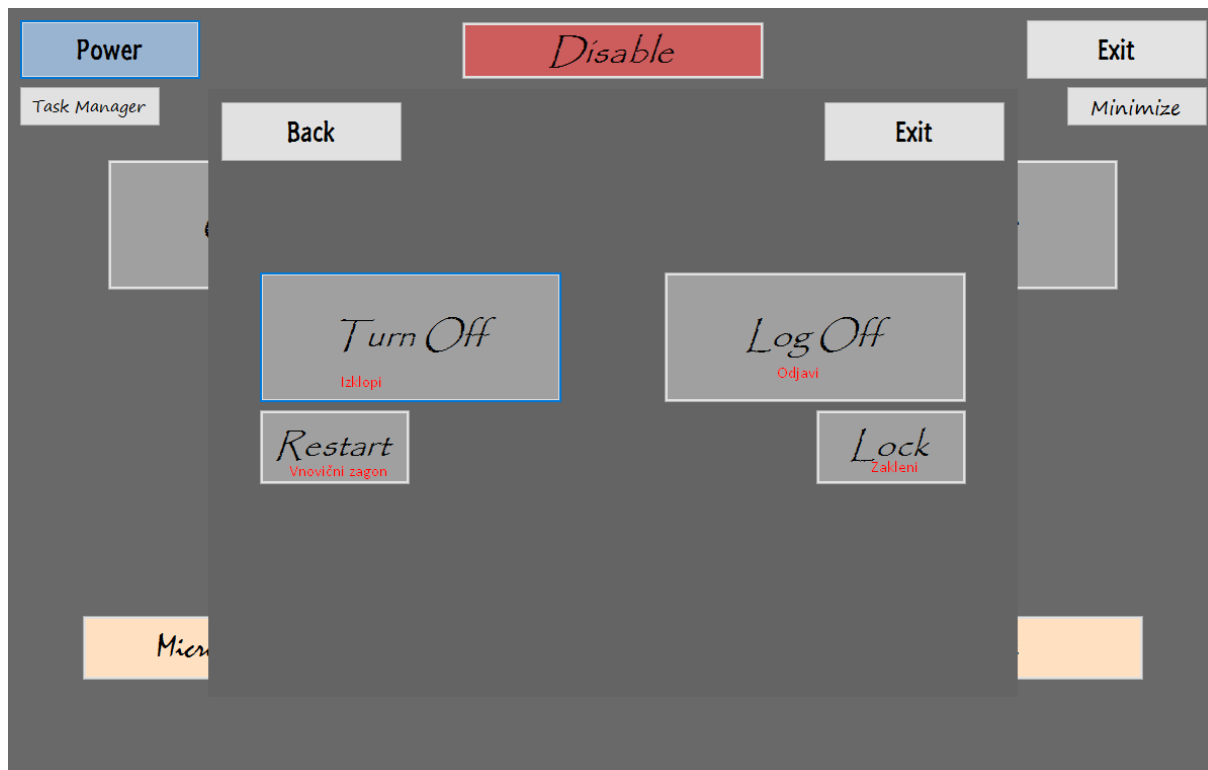 Power
Disable
Exit
Task Manager
Minimize
Back
Exit
Turn Off
Izklopi
Log Off
Odjavi
Restart
Vnovični zagon
Lock
Zakleni